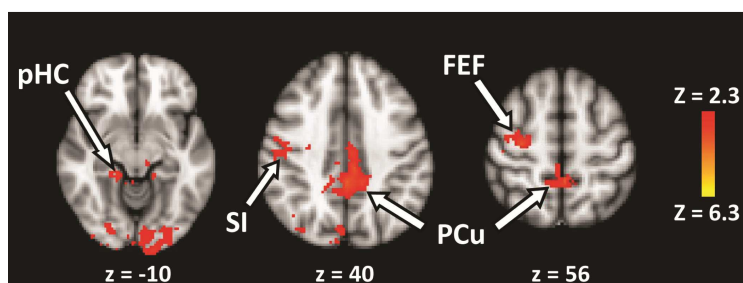 pHC
SI
FEF
PCu
Z = 2.3
Z = 6.3
z = -10
z = 40
z = 56